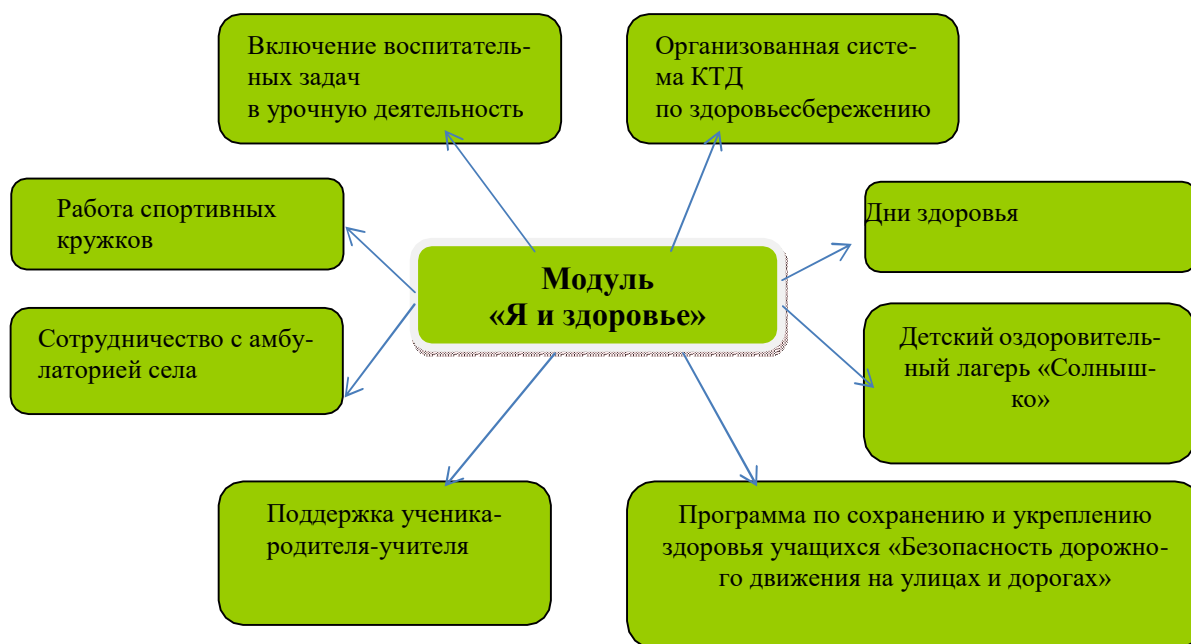 Включение воспитатель-
ных задач
в урочную деятельность
Организованная систе-
ма КТД
по здоровьесбережению
Работа спортивных
кружков
Дни здоровья
Модуль
«Я и здоровье»
Сотрудничество с амбу-
латорией села
Детский оздоровитель-
ный лагерь «Солныш-
ко»
Поддержка ученика-
родителя-учителя
Программа по сохранению и укреплению
здоровья учащихся «Безопасность дорожно-
го движения на улицах и дорогах»